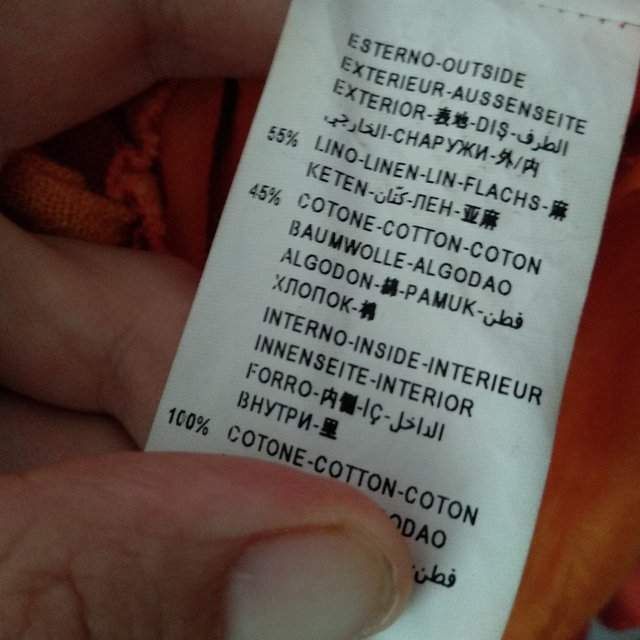 ESTERNO-OUTSIDE
EXTERIEUR-AUSSENSEITE
EXTERIOR-表地-DIŞ-الطرف
الخارجي-СНАРУЖИ-外/内
55% LINO-LINEN-LIN-FLACHS-麻
KETEN-كتّان-ЛЕН-亚麻
45% COTONE-COTTON-COTON
BAUMWOLLE-ALGODAO
ALGODON-綿-PAMUK-قطن
ХЛОПОК-棉
INTERNO-INSIDE-INTERIEUR
INNENSEITE-INTERIOR
FORRO-内側-İÇ-الداخل
ВНУТРИ-里
100% COTONE-COTTON-COTON
ODAO
قطن